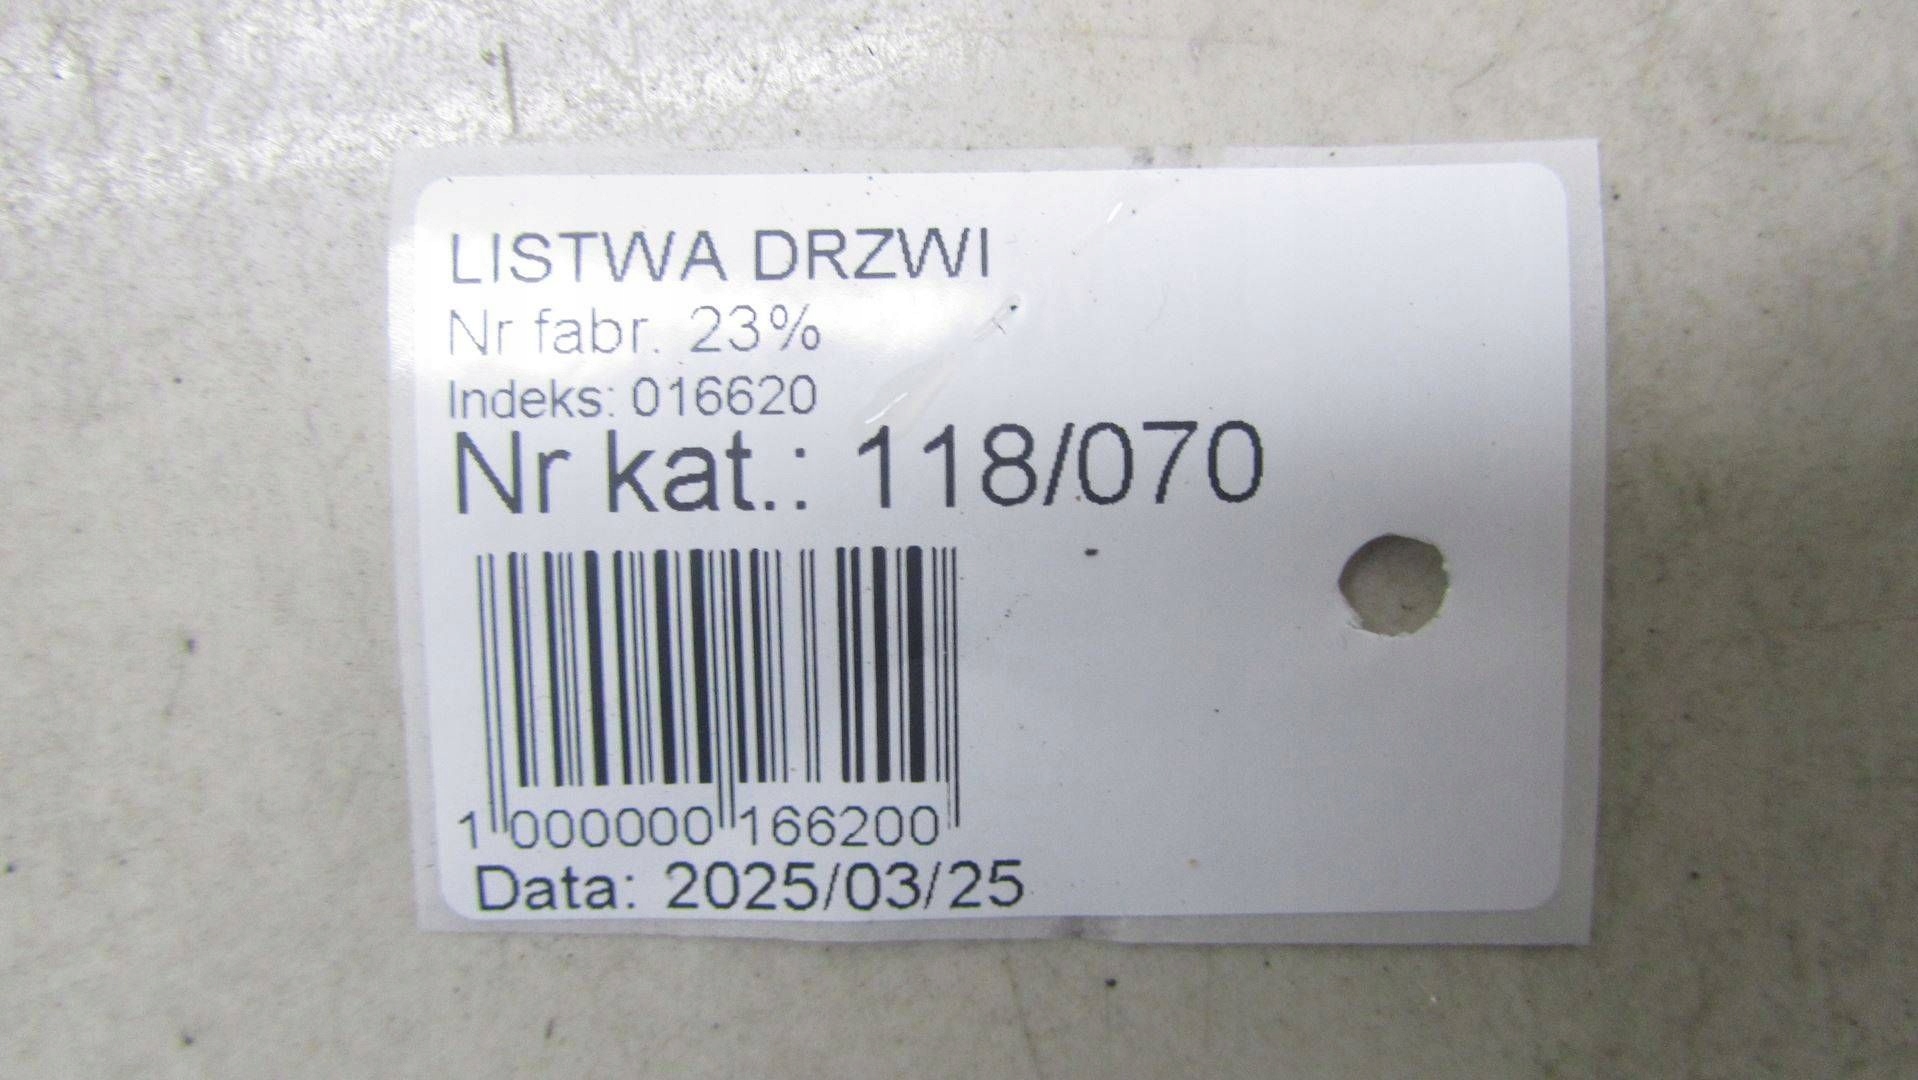 LISTWA DRZWI
Nr fabr. 23%
Indeks: 016620
Nr kat.: 118/070
1 000000 166200
Data: 2025/03/25